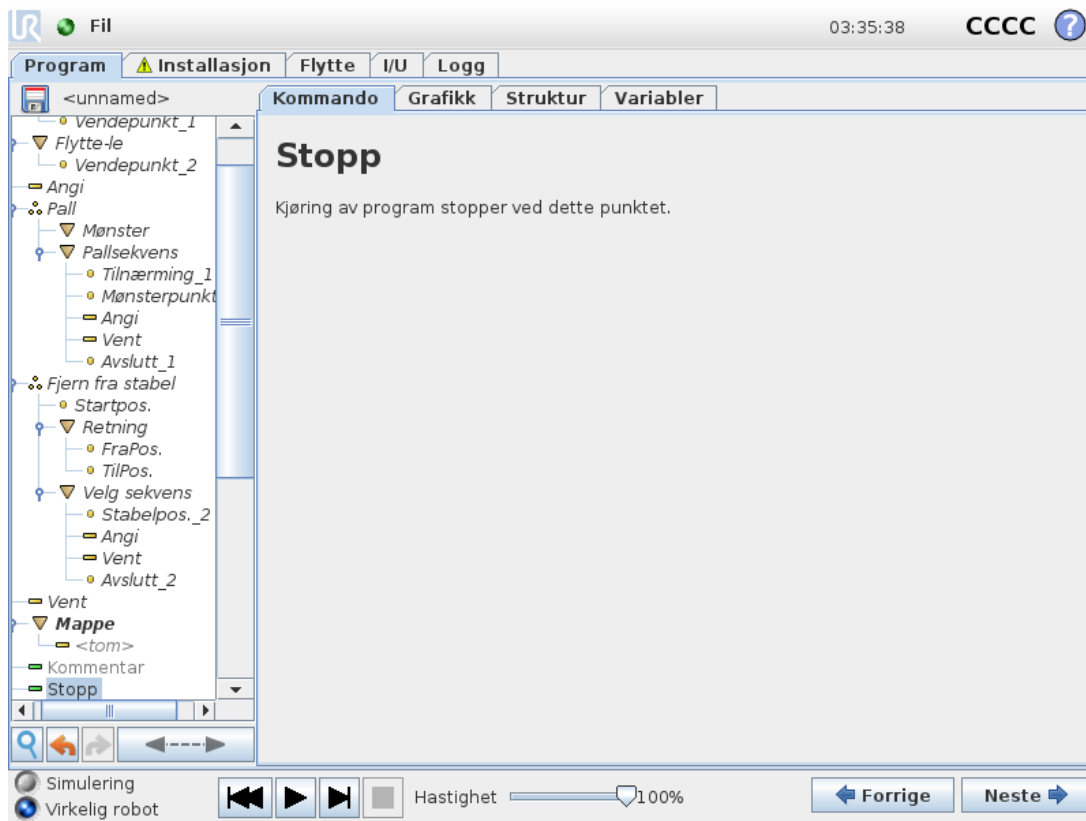 Fil
03:35:38
CCCC
?
Program
Installasjon
Flytte
I/U
Logg
<unnamed>
Kommando
Grafikk
Struktur
Variabler
Vendepunkt_1
Flytte-le
Vendepunkt_2
Angi
Pall
Mønster
Pallsekvens
Tilnærming_1
Mønsterpunkt
Angi
Vent
Avslutt_1
Fjern fra stabel
Startpos.
Retning
FraPos.
TilPos.
Velg sekvens
Stabelpos._2
Angi
Vent
Avslutt_2
Vent
Mappe
<tom>
Kommentar
Stopp
Stopp
Kjøring av program stopper ved dette punktet.
Simulering
Virkelig robot
Hastighet
100%
Forrige
Neste